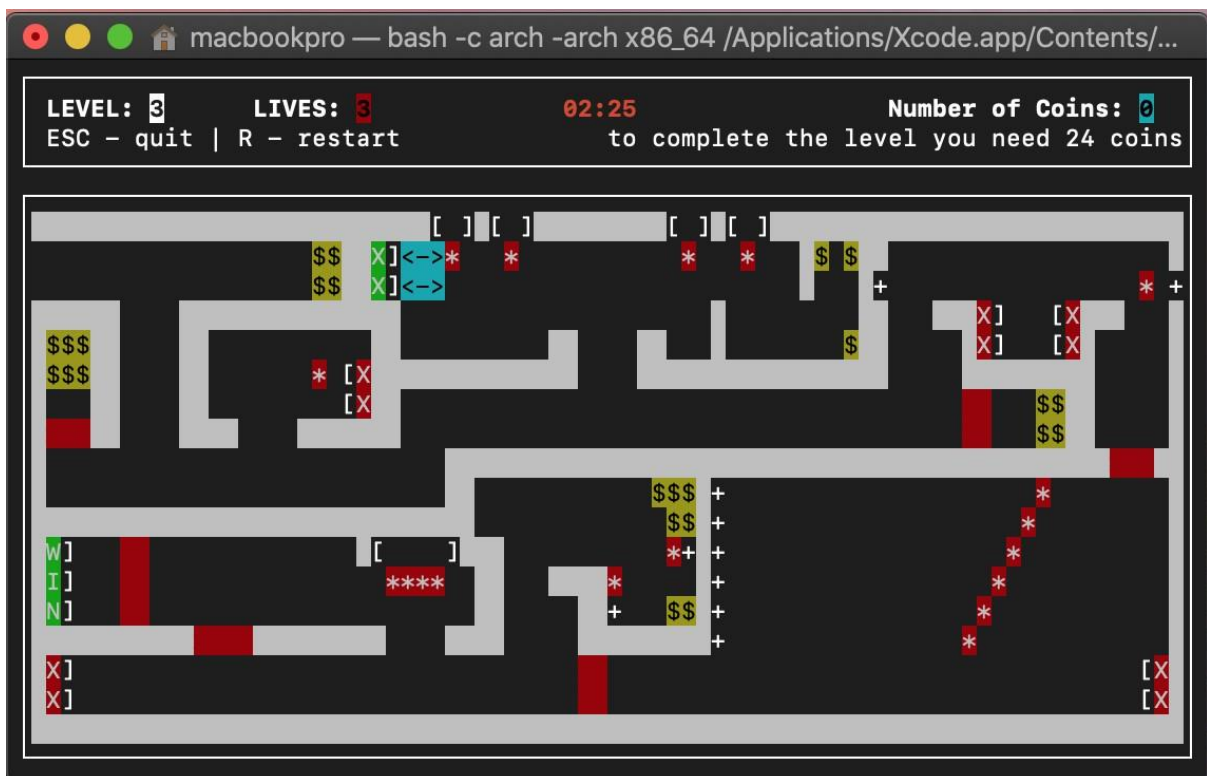 macbookpro — bash -c arch -arch x86_64 /Applications/Xcode.app/Contents/...
LEVEL: 3 LIVES: 3 02:25 Number of Coins: 0
ESC – quit | R – restart to complete the level you need 24 coins
[ ] [ ] [ ] [ ]
$$ X]<->* * * * $ $
$$ X]<-> + * +
X] [X
$$$ $ X] [X
$$$ * [X
[X $$
$$
$$$ + *
$$ + *
W] [ ] *+ + *
I] **** * + *
N] + $$ + *
+ *
X] [X
X] [X